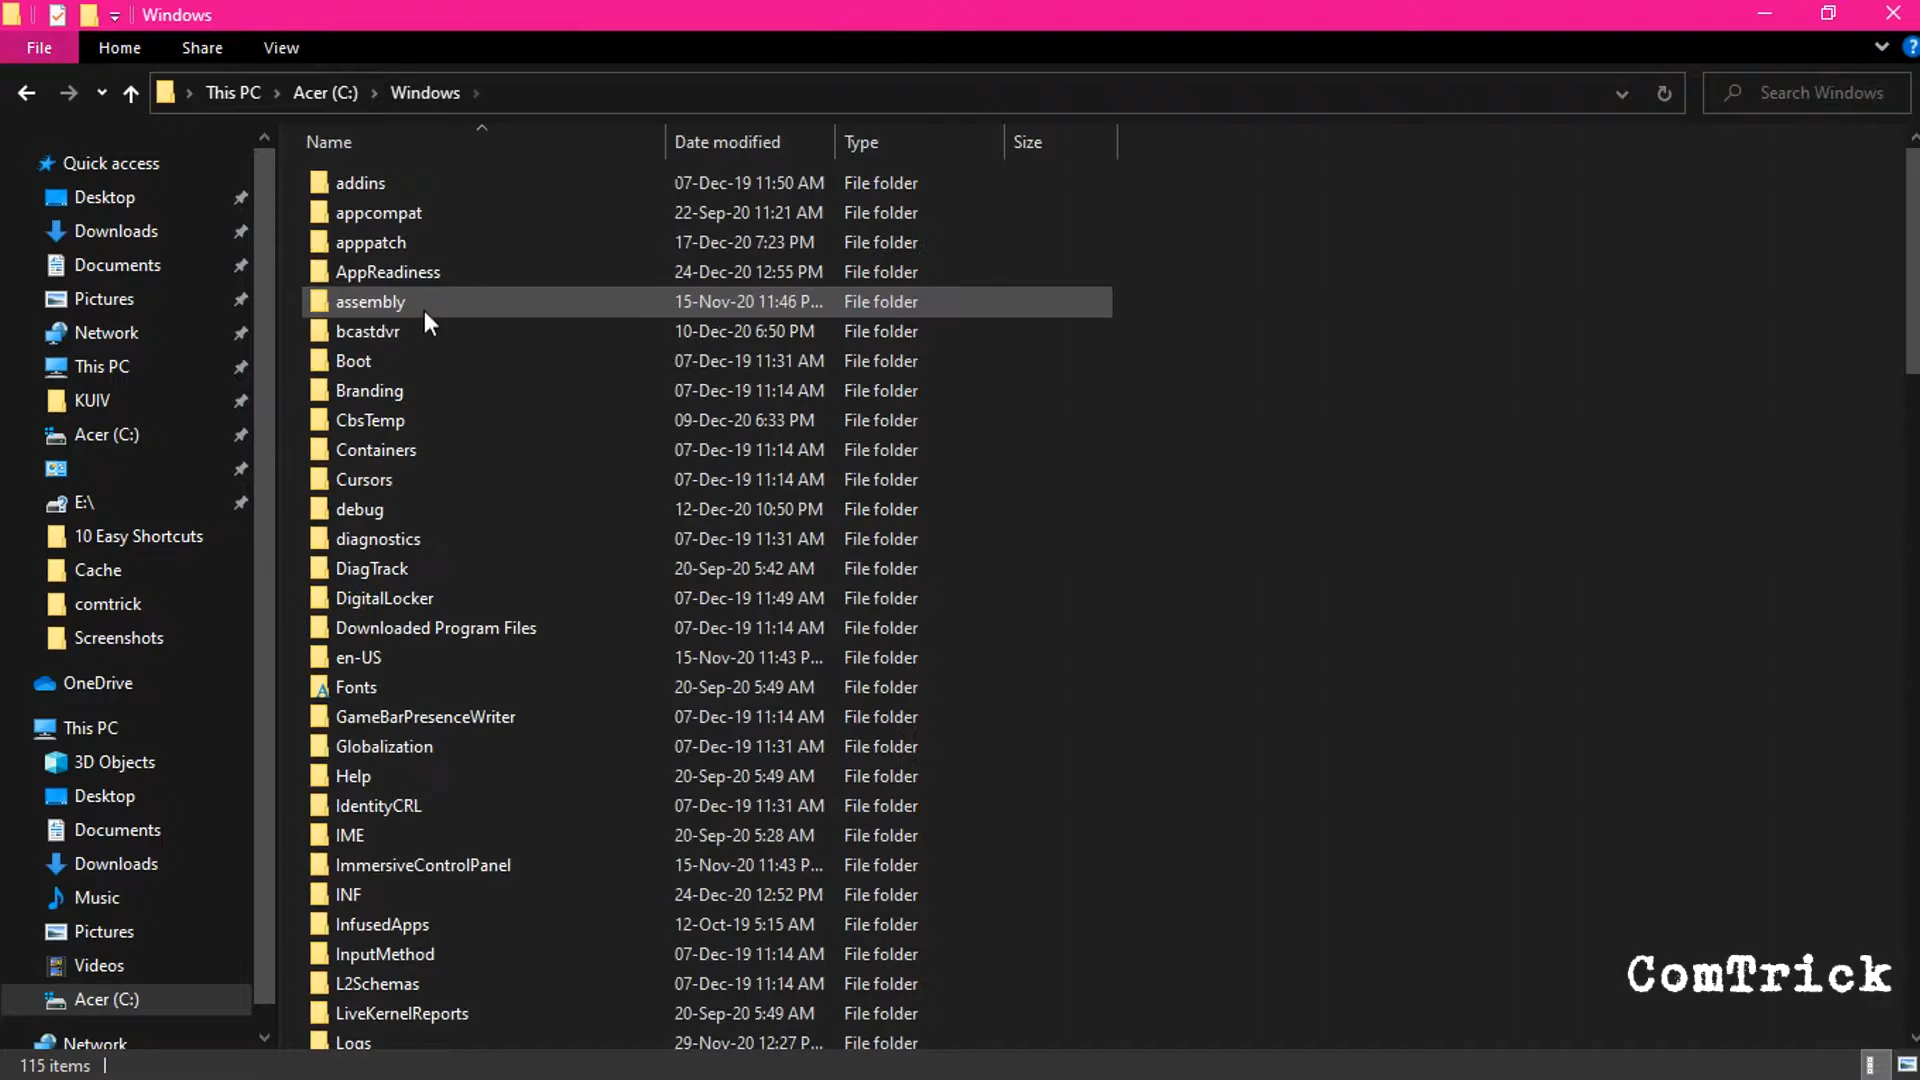 Windows
File Home Share View
This PC Acer (C:) Windows Search Windows
Name Date modified Type Size
Quick access
Desktop
Downloads
Documents
Pictures
Network
This PC
KUIV
Acer (C:)
E:\
10 Easy Shortcuts
Cache
comtrick
Screenshots
OneDrive
This PC
3D Objects
Desktop
Documents
Downloads
Music
Pictures
Videos
Acer (C:)
Network
addins 07-Dec-19 11:50 AM File folder
appcompat 22-Sep-20 11:21 AM File folder
apppatch 17-Dec-20 7:23 PM File folder
AppReadiness 24-Dec-20 12:55 PM File folder
assembly 15-Nov-20 11:46 P... File folder
bcastdvr 10-Dec-20 6:50 PM File folder
Boot 07-Dec-19 11:31 AM File folder
Branding 07-Dec-19 11:14 AM File folder
CbsTemp 09-Dec-20 6:33 PM File folder
Containers 07-Dec-19 11:14 AM File folder
Cursors 07-Dec-19 11:14 AM File folder
debug 12-Dec-20 10:50 PM File folder
diagnostics 07-Dec-19 11:31 AM File folder
DiagTrack 20-Sep-20 5:42 AM File folder
DigitalLocker 07-Dec-19 11:49 AM File folder
Downloaded Program Files 07-Dec-19 11:14 AM File folder
en-US 15-Nov-20 11:43 P... File folder
Fonts 20-Sep-20 5:49 AM File folder
GameBarPresenceWriter 07-Dec-19 11:14 AM File folder
Globalization 07-Dec-19 11:31 AM File folder
Help 20-Sep-20 5:49 AM File folder
IdentityCRL 07-Dec-19 11:31 AM File folder
IME 20-Sep-20 5:28 AM File folder
ImmersiveControlPanel 15-Nov-20 11:43 P... File folder
INF 24-Dec-20 12:52 PM File folder
InfusedApps 12-Oct-19 5:15 AM File folder
InputMethod 07-Dec-19 11:14 AM File folder
L2Schemas 07-Dec-19 11:14 AM File folder
LiveKernelReports 20-Sep-20 5:49 AM File folder
Logs 29-Nov-20 12:27 P... File folder
ComTrick
115 items